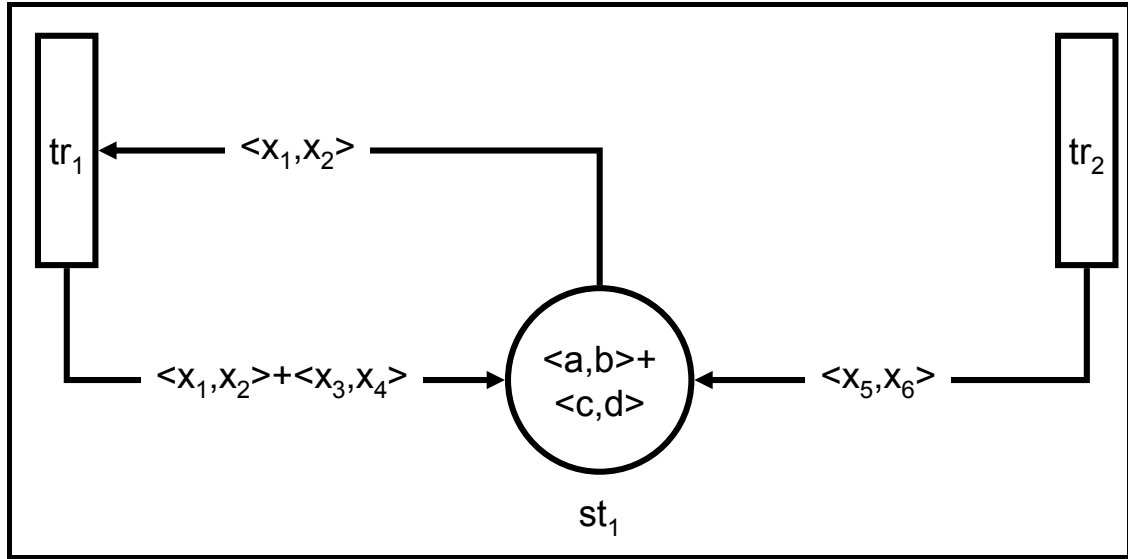 tr₁
<x₁,x₂>
tr₂
<x₁,x₂>+<x₃,x₄>
<a,b>+
<c,d>
<x₅,x₆>
st₁